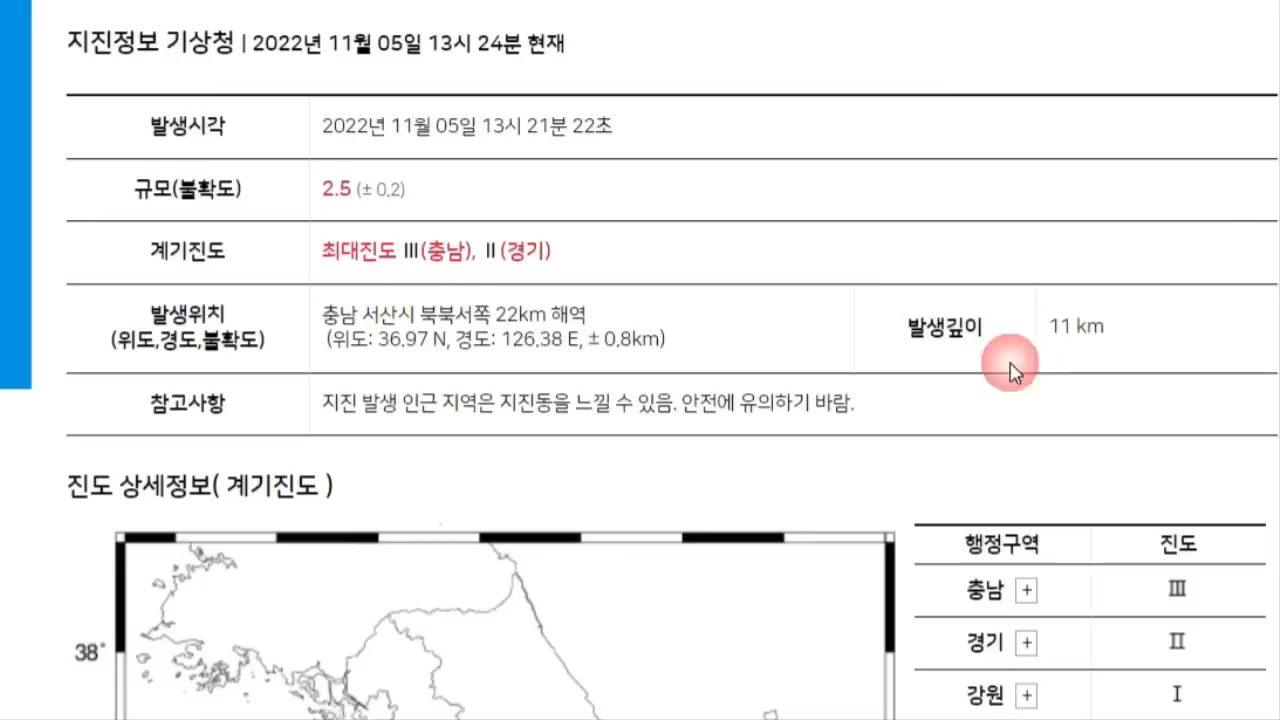 지진정보 기상청 | 2022년 11월 05일 13시 24분 현재
발생시각 2022년 11월 05일 13시 21분 22초
규모(불확도) 2.5 (± 0.2)
계기진도 최대진도 Ⅲ(충남), Ⅱ(경기)
발생위치
(위도,경도,불확도)
충남 서산시 북북서쪽 22km 해역
(위도: 36.97 N, 경도: 126.38 E, ± 0.8km)
발생깊이 11 km
참고사항 지진 발생 인근 지역은 지진동을 느낄 수 있음. 안전에 유의하기 바람.
진도 상세정보( 계기진도 )
38°
행정구역 진도
충남 + Ⅲ
경기 + Ⅱ
강원 + Ⅰ